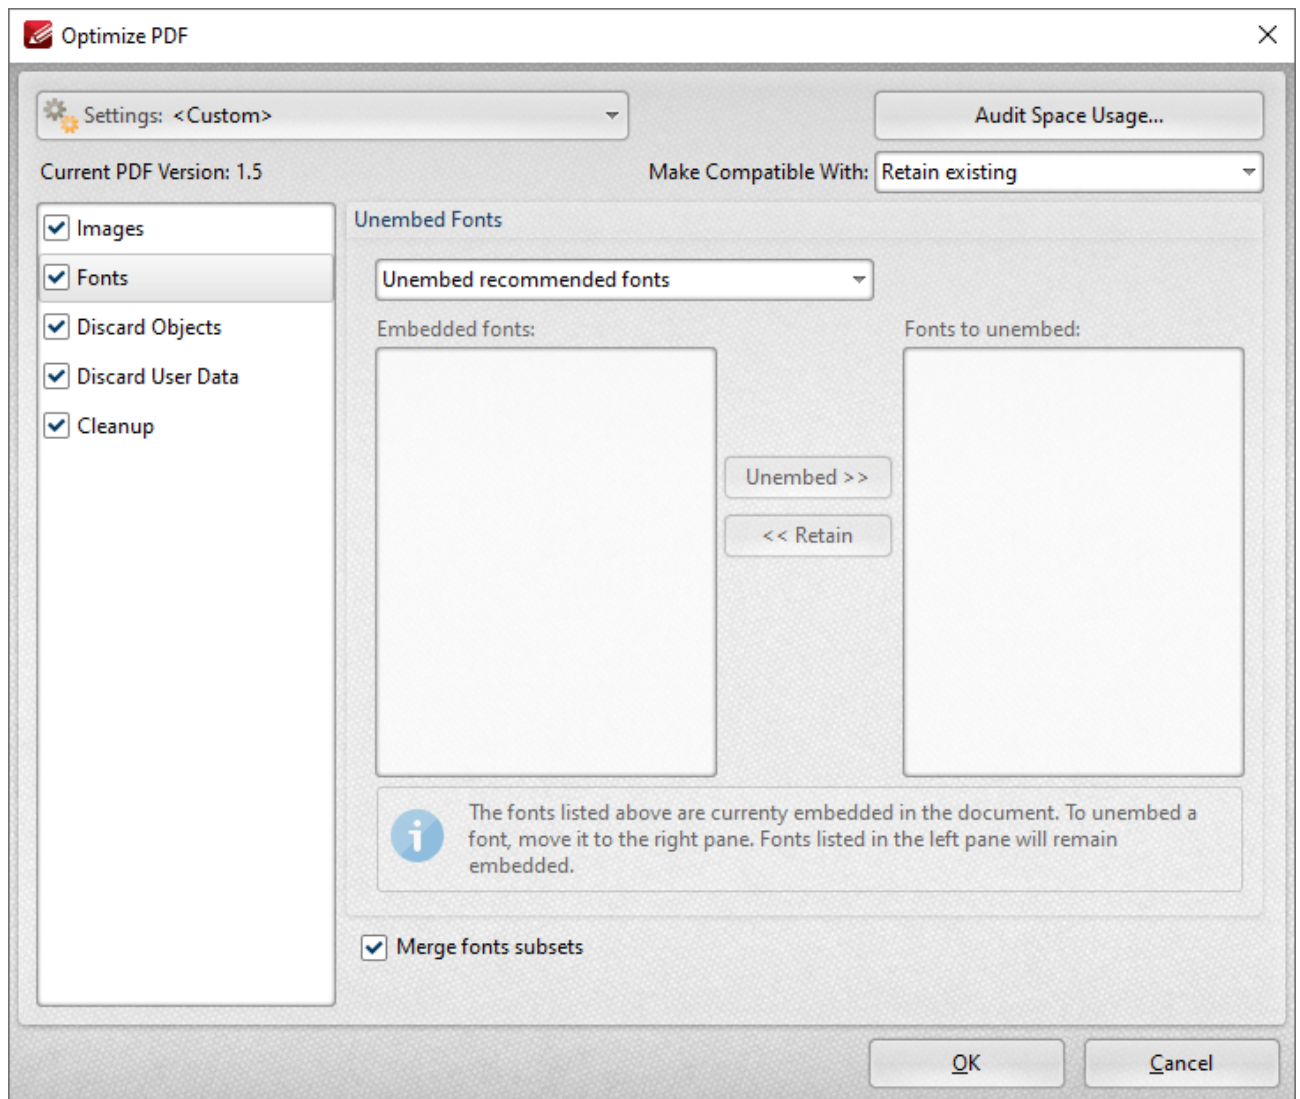 Optimize PDF
Settings: <Custom>
Audit Space Usage...
Current PDF Version: 1.5
Make Compatible With: Retain existing
Images
Fonts
Discard Objects
Discard User Data
Cleanup
Unembed Fonts
Unembed recommended fonts
Embedded fonts:
Fonts to unembed:
Unembed >>
<< Retain
The fonts listed above are currenty embedded in the document. To unembed a
font, move it to the right pane. Fonts listed in the left pane will remain
embedded.
Merge fonts subsets
OK
Cancel